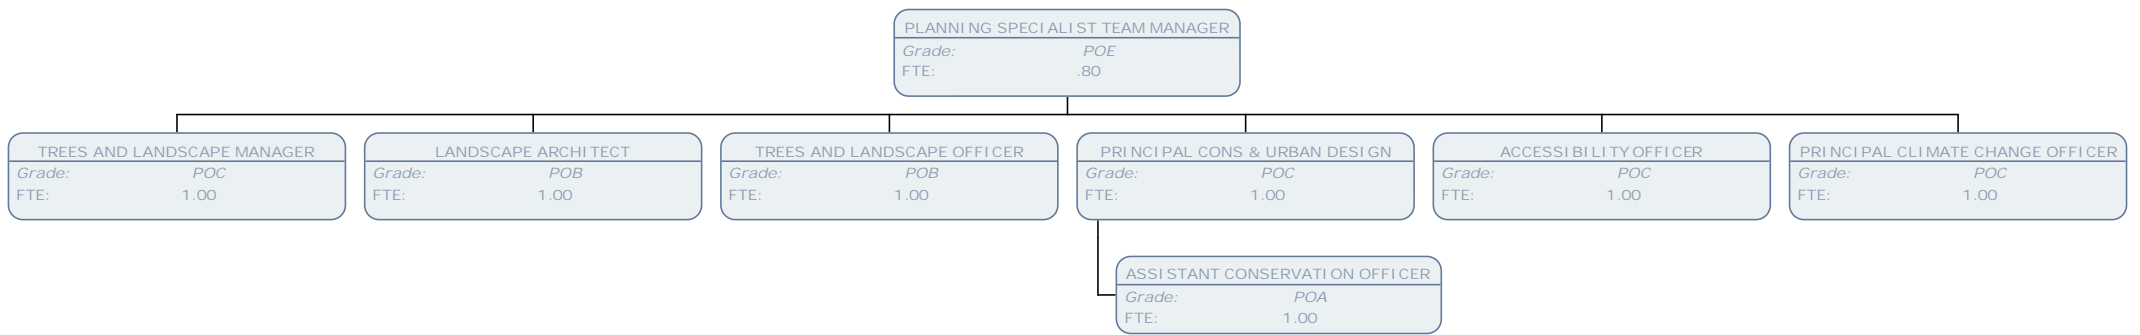 PLANNING SPECIALIST TEAM MANAGER
Grade: POE
FTE: .80
TREES AND LANDSCAPE MANAGER
Grade: POC
FTE: 1.00
LANDSCAPE ARCHITECT
Grade: POB
FTE: 1.00
TREES AND LANDSCAPE OFFICER
Grade: POB
FTE: 1.00
PRINCIPAL CONS & URBAN DESIGN
Grade: POC
FTE: 1.00
ACCESSIBILITY OFFICER
Grade: POC
FTE: 1.00
PRINCIPAL CLIMATE CHANGE OFFICER
Grade: POC
FTE: 1.00
ASSISTANT CONSERVATION OFFICER
Grade: POA
FTE: 1.00